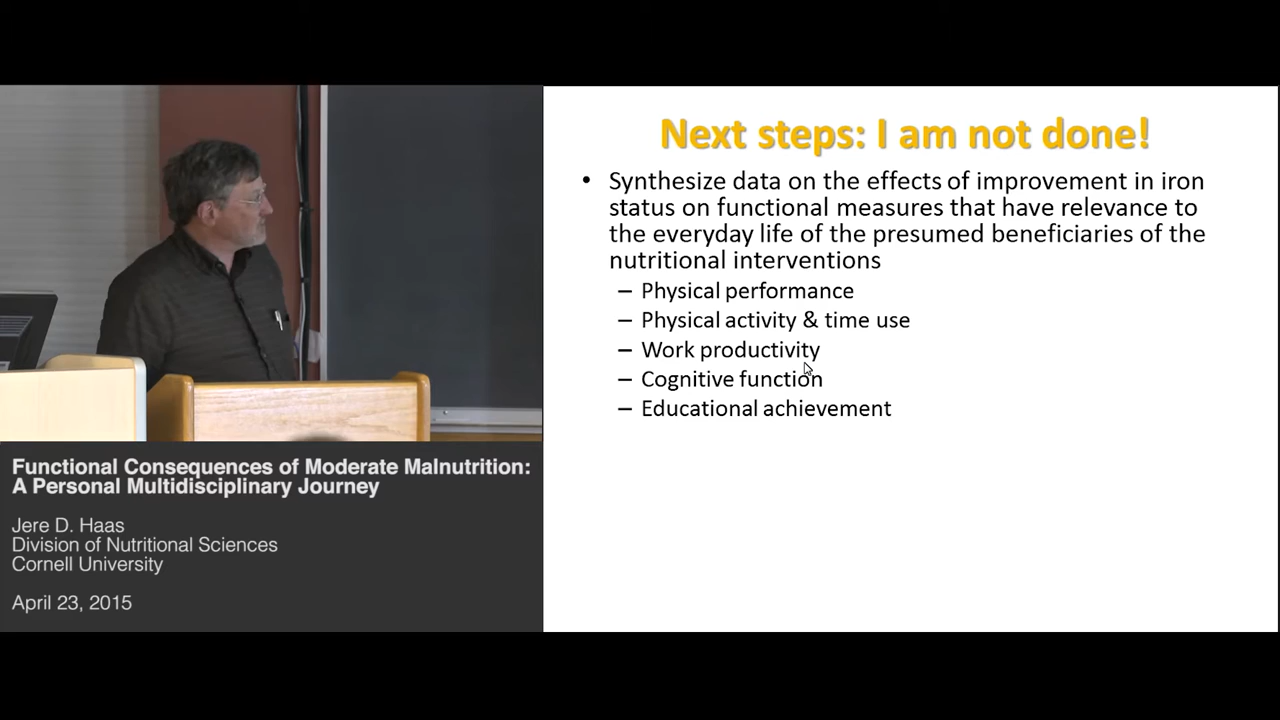 Next steps: I am not done!
• Synthesize data on the effects of improvement in iron
status on functional measures that have relevance to
the everyday life of the presumed beneficiaries of the
nutritional interventions
– Physical performance
– Physical activity & time use
– Work productivity
– Cognitive function
– Educational achievement
Functional Consequences of Moderate Malnutrition:
A Personal Multidisciplinary Journey
Jere D. Haas
Division of Nutritional Sciences
Cornell University
April 23, 2015